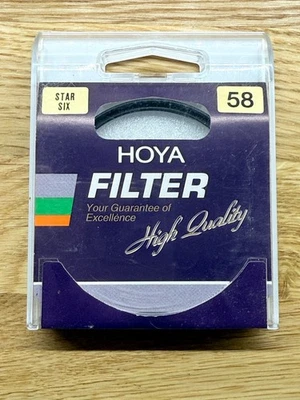 STAR
SIX
58
HOYA
FILTER
Your Guarantee of
Excellence
High Quality